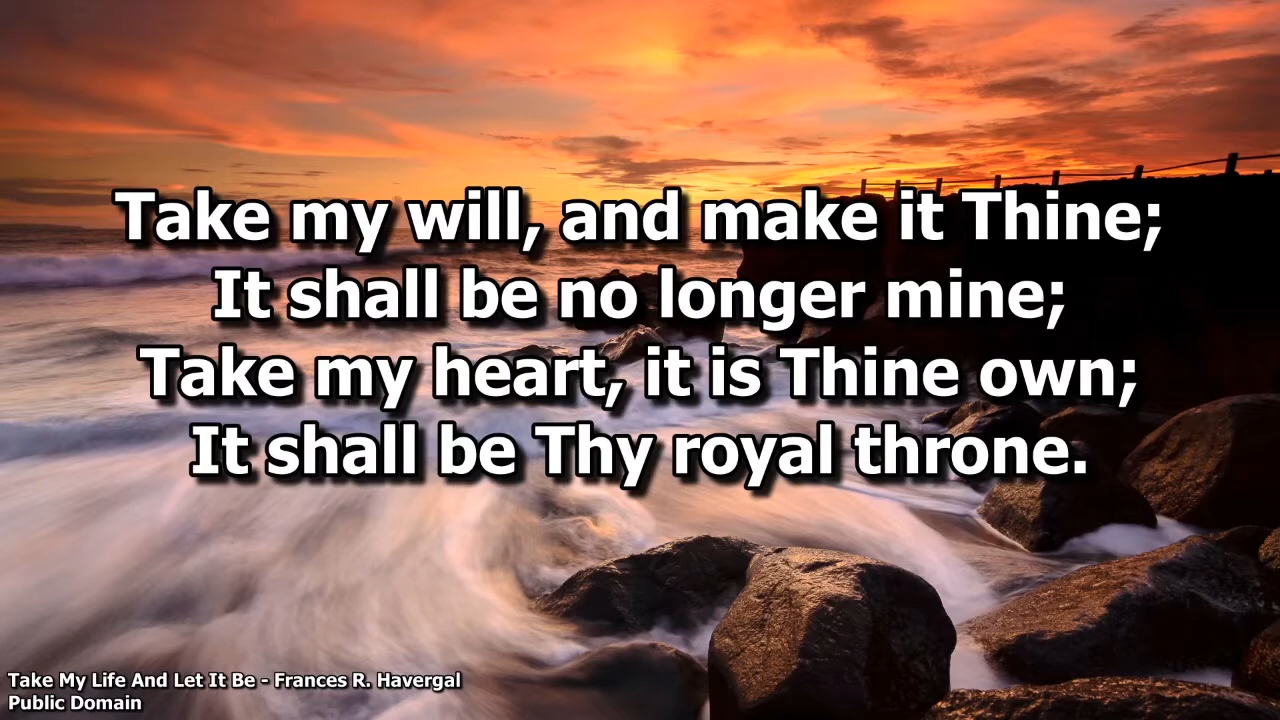 Take my will, and make it Thine;
It shall be no longer mine;
Take my heart, it is Thine own;
It shall be Thy royal throne.
Take My Life And Let It Be - Frances R. Havergal
Public Domain